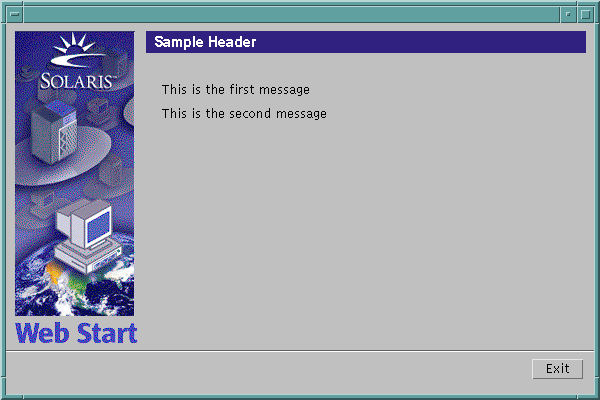 Sample Header
SOLARIS™
This is the first message
This is the second message
Web Start
Exit